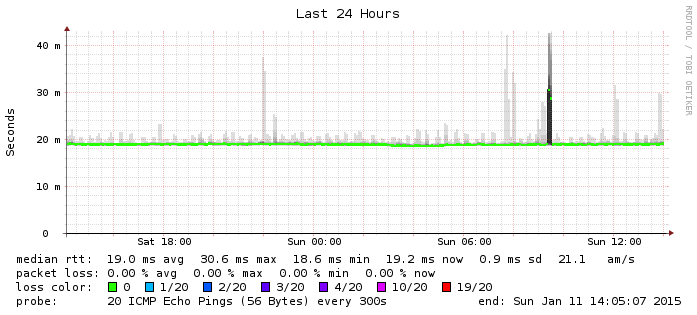 Last 24 Hours
RRDTOOL / TOBI OETIKER
Seconds
40 m
30 m
20 m
10 m
0
Sat 18:00 Sun 00:00 Sun 06:00 Sun 12:00
median rtt: 19.0 ms avg 30.6 ms max 18.6 ms min 19.2 ms now 0.9 ms sd 21.1 am/s
packet loss: 0.00 % avg 0.00 % max 0.00 % min 0.00 % now
loss color: 0 1/20 2/20 3/20 4/20 10/20 19/20
probe: 20 ICMP Echo Pings (56 Bytes) every 300s end: Sun Jan 11 14:05:07 2015